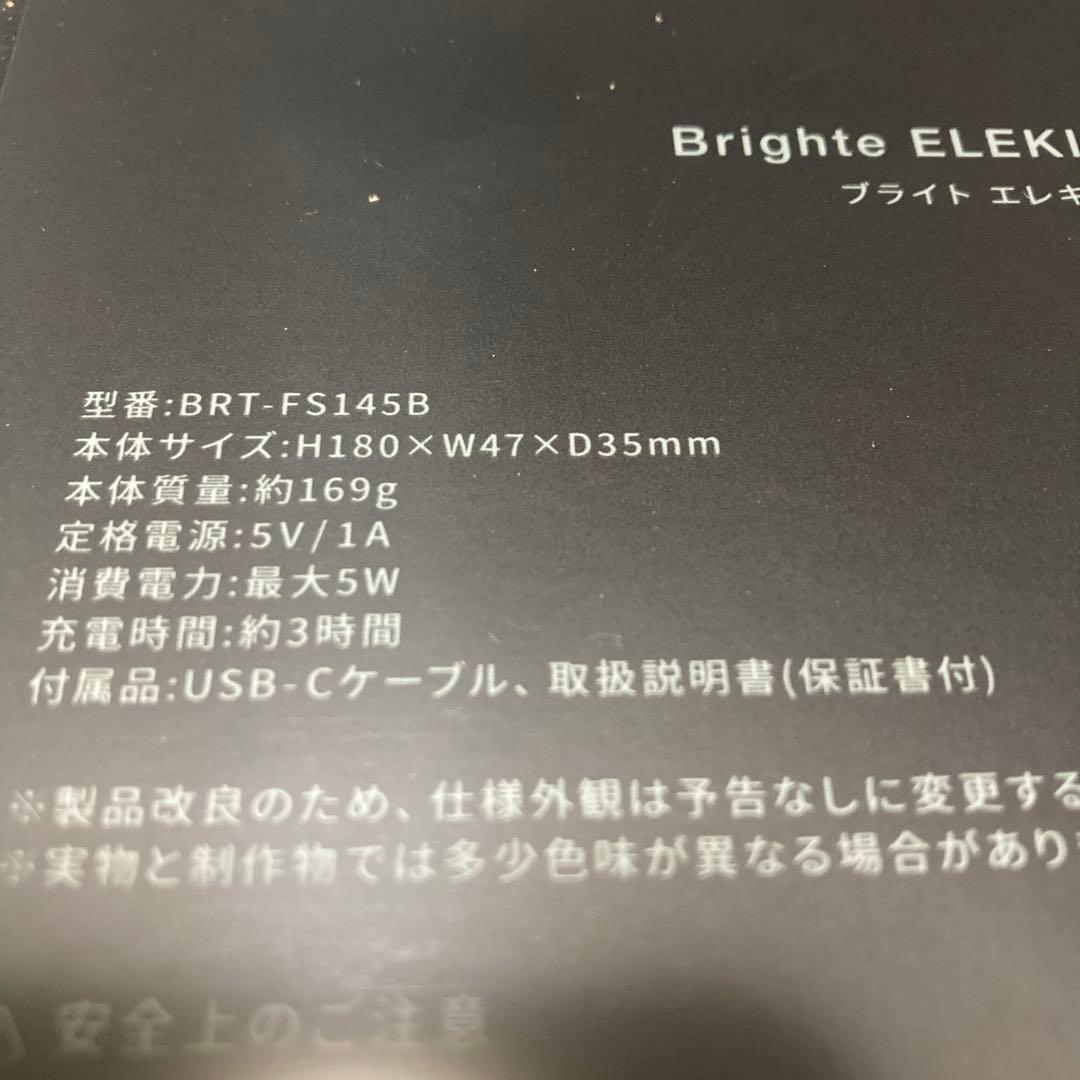 Brighte ELEKI
ブライト エレキ
型番:BRT-FS145B
本体サイズ:H180×W47×D35mm
本体質量:約169g
定格電源:5V/1A
消費電力:最大5W
充電時間:約3時間
付属品:USB-Cケーブル、取扱説明書(保証書付)
※製品改良のため、仕様外観は予告なしに変更する
※実物と制作物では多少色味が異なる場合があり
安全上のご注意